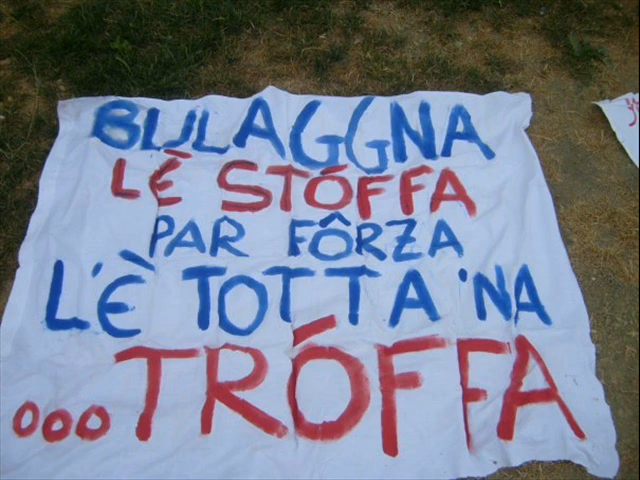 BULAGGNA
LÉ STÓFFA
PAR FÔRZA
L'È TOTTA 'NA
...TRÓFFA